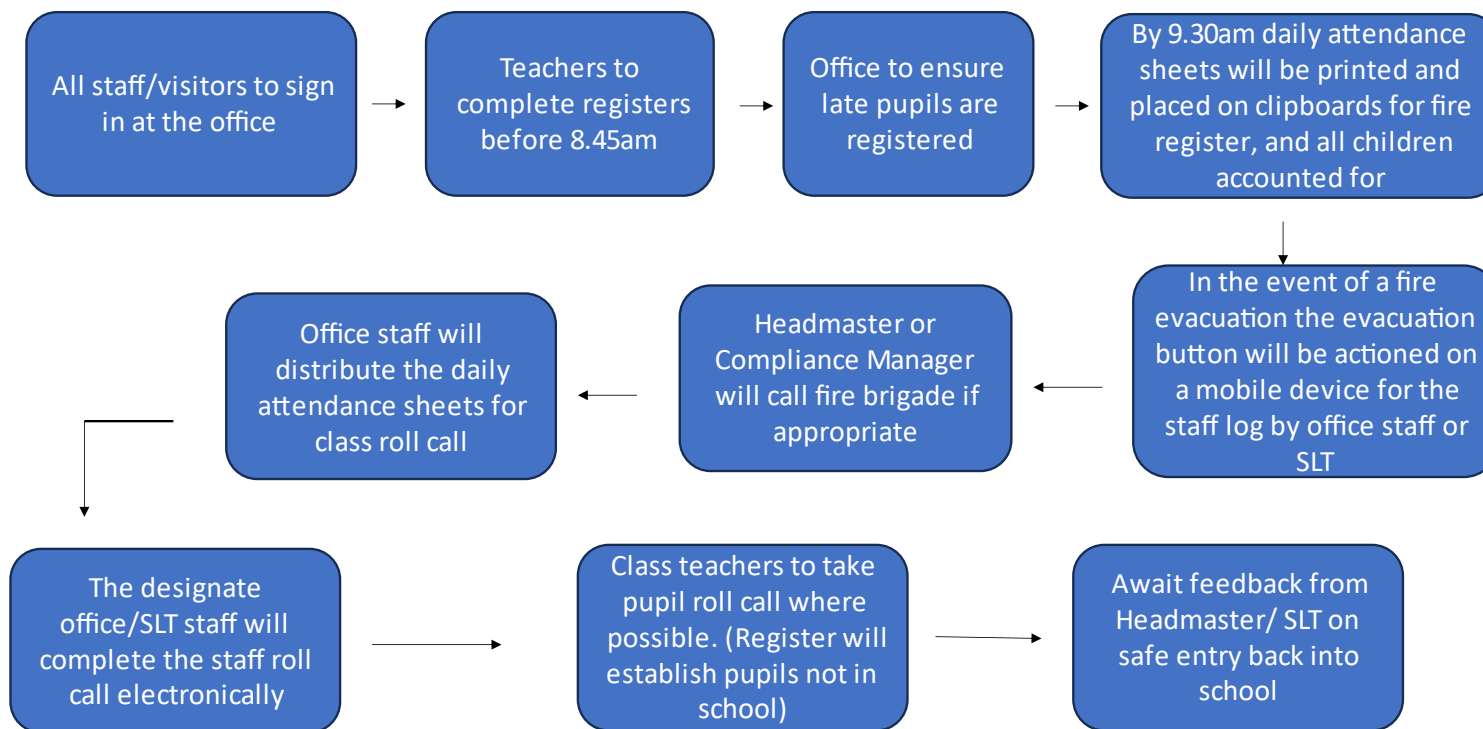 All staff/visitors to sign
in at the office
Teachers to
complete registers
before 8.45am
Office to ensure
late pupils are
registered
By 9.30am daily attendance
sheets will be printed and
placed on clipboards for fire
register, and all children
accounted for
In the event of a fire
evacuation the evacuation
button will be actioned on
a mobile device for the
staff log by office staff or
SLT
Headmaster or
Compliance Manager
will call fire brigade if
appropriate
Office staff will
distribute the daily
attendance sheets for
class roll call
The designate
office/SLT staff will
complete the staff roll
call electronically
Class teachers to take
pupil roll call where
possible. (Register will
establish pupils not in
school)
Await feedback from
Headmaster/ SLT on
safe entry back into
school